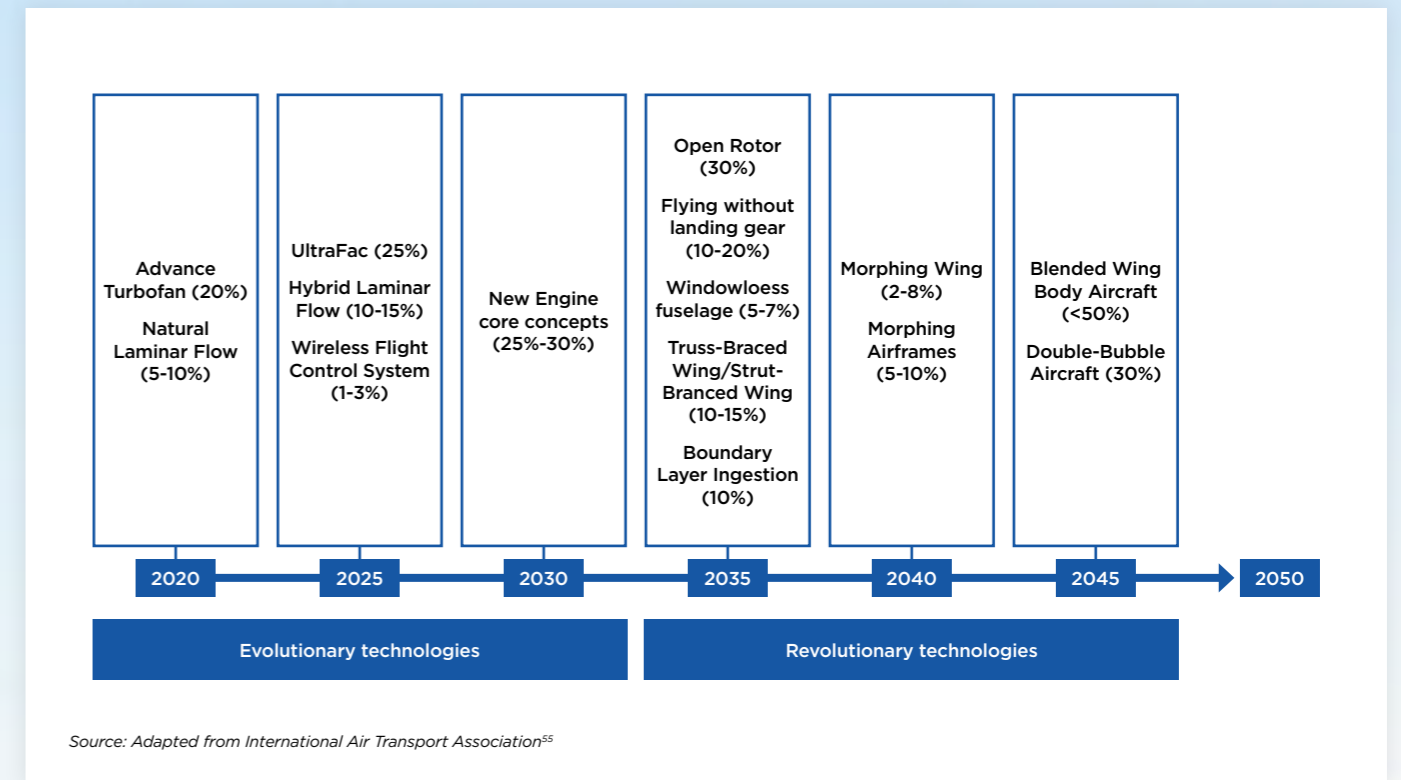 Advance
Turbofan (20%)
Natural
Laminar Flow
(5-10%)
UltraFac (25%)
Hybrid Laminar
Flow (10-15%)
Wireless Flight
Control System
(1-3%)
New Engine
core concepts
(25%-30%)
Open Rotor
(30%)
Flying without
landing gear
(10-20%)
Windowloess
fuselage (5-7%)
Truss-Braced
Wing/Strut-
Branced Wing
(10-15%)
Boundary
Layer Ingestion
(10%)
Morphing Wing
(2-8%)
Morphing
Airframes
(5-10%)
Blended Wing
Body Aircraft
(<50%)
Double-Bubble
Aircraft (30%)
2020
2025
2030
2035
2040
2045
2050
Evolutionary technologies
Revolutionary technologies
Source: Adapted from International Air Transport Association55